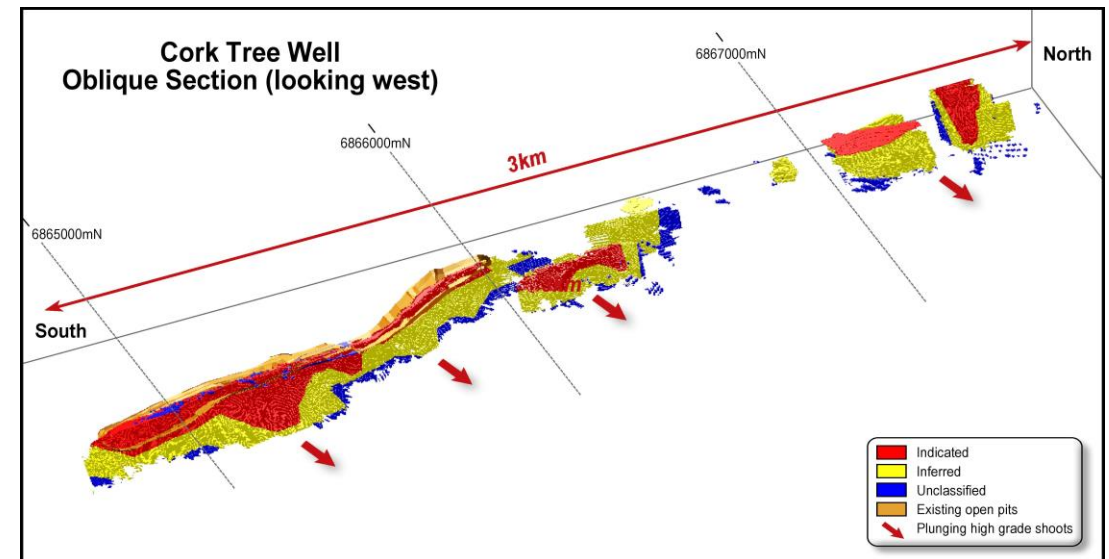 Cork Tree Well
Oblique Section (looking west)
North
6867000mN
6866000mN
3km
6865000mN
South
m
Indicated
Inferred
Unclassified
Existing open pits
Plunging high grade shoots